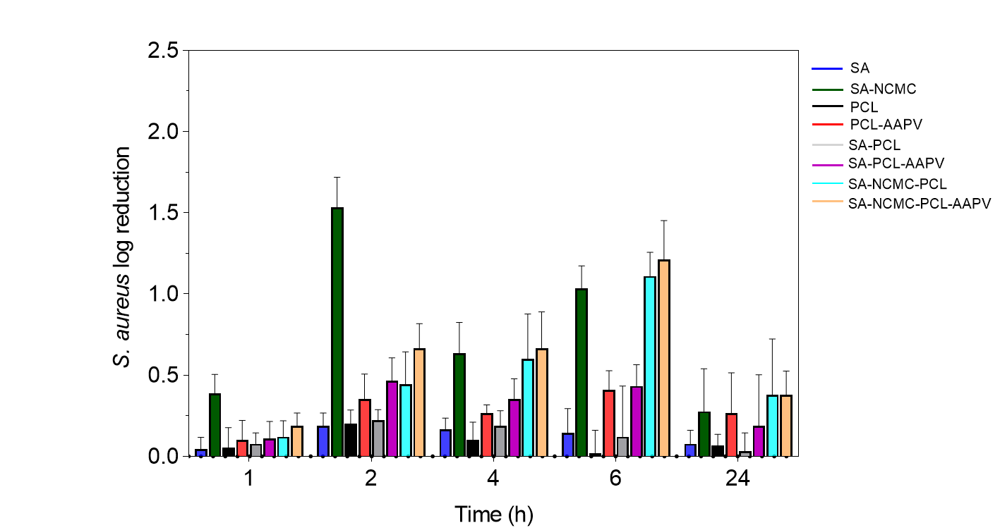 2.5
2.0
1.5
1.0
0.5
0.0
S. aureus log reduction
1 2 4 6 24
Time (h)
SA
SA-NCMC
PCL
PCL-AAPV
SA-PCL
SA-PCL-AAPV
SA-NCMC-PCL
SA-NCMC-PCL-AAPV